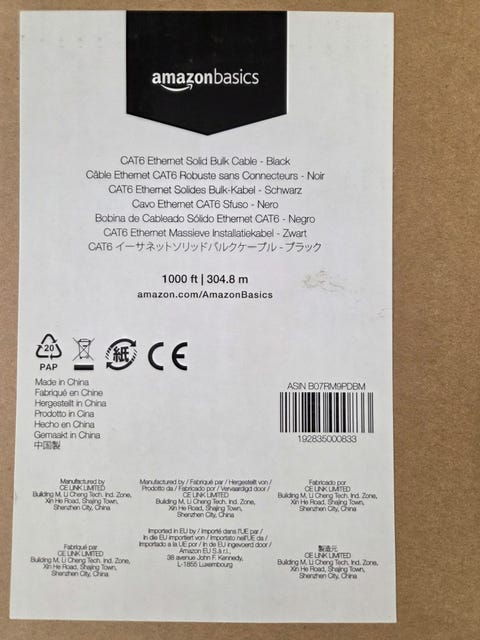 amazonbasics
CAT6 Ethernet Solid Bulk Cable - Black
Câble Ethernet CAT6 Robuste sans Connecteurs - Noir
CAT6 Ethernet Solides Bulk-Kabel - Schwarz
Cavo Ethernet CAT6 Sfuso - Nero
Bobina de Cableado Sólido Ethernet CAT6 - Negro
CAT6 Ethernet Massieve Installatiekabel - Zwart
CAT6 イーサネットソリッドバルクケーブル - ブラック
1000 ft | 304.8 m
amazon.com/AmazonBasics
20
PAP
紙
CE
Made in China
Fabriqué en Chine
Hergestellt in China
Prodotto in Cina
Hecho en China
Gemaakt in China
中国製
ASIN B07RM9PDBM
192835000833
Manufactured by
CE LINK LIMITED
Building M, Li Cheng Tech. Ind. Zone,
Xin He Road, Shajing Town,
Shenzhen City, China
Manufactured by / Fabriqué par / Hergestellt von /
Prodotto da / Fabricado por / Vervaardigd door /
CE LINK LIMITED
Building M, Li Cheng Tech. Ind. Zone,
Xin He Road, Shajing Town,
Shenzhen City, China
Fabricado por
CE LINK LIMITED
Building M, Li Cheng Tech. Ind. Zone,
Xin He Road, Shajing Town,
Shenzhen City, China
Fabriqué par
CE LINK LIMITED
Building M, Li Cheng Tech. Ind. Zone,
Xin He Road, Shajing Town,
Shenzhen City, China
Imported in EU by / Importé dans l'UE par /
In die EU importiert von / Importato nell'UE da /
Importado a la UE por / In de EU ingevoerd door /
Amazon EU S.à r.l.,
38 avenue John F. Kennedy,
L-1855 Luxembourg
製造元
CE LINK LIMITED
Building M, Li Cheng Tech. Ind. Zone,
Xin He Road, Shajing Town,
Shenzhen City, China